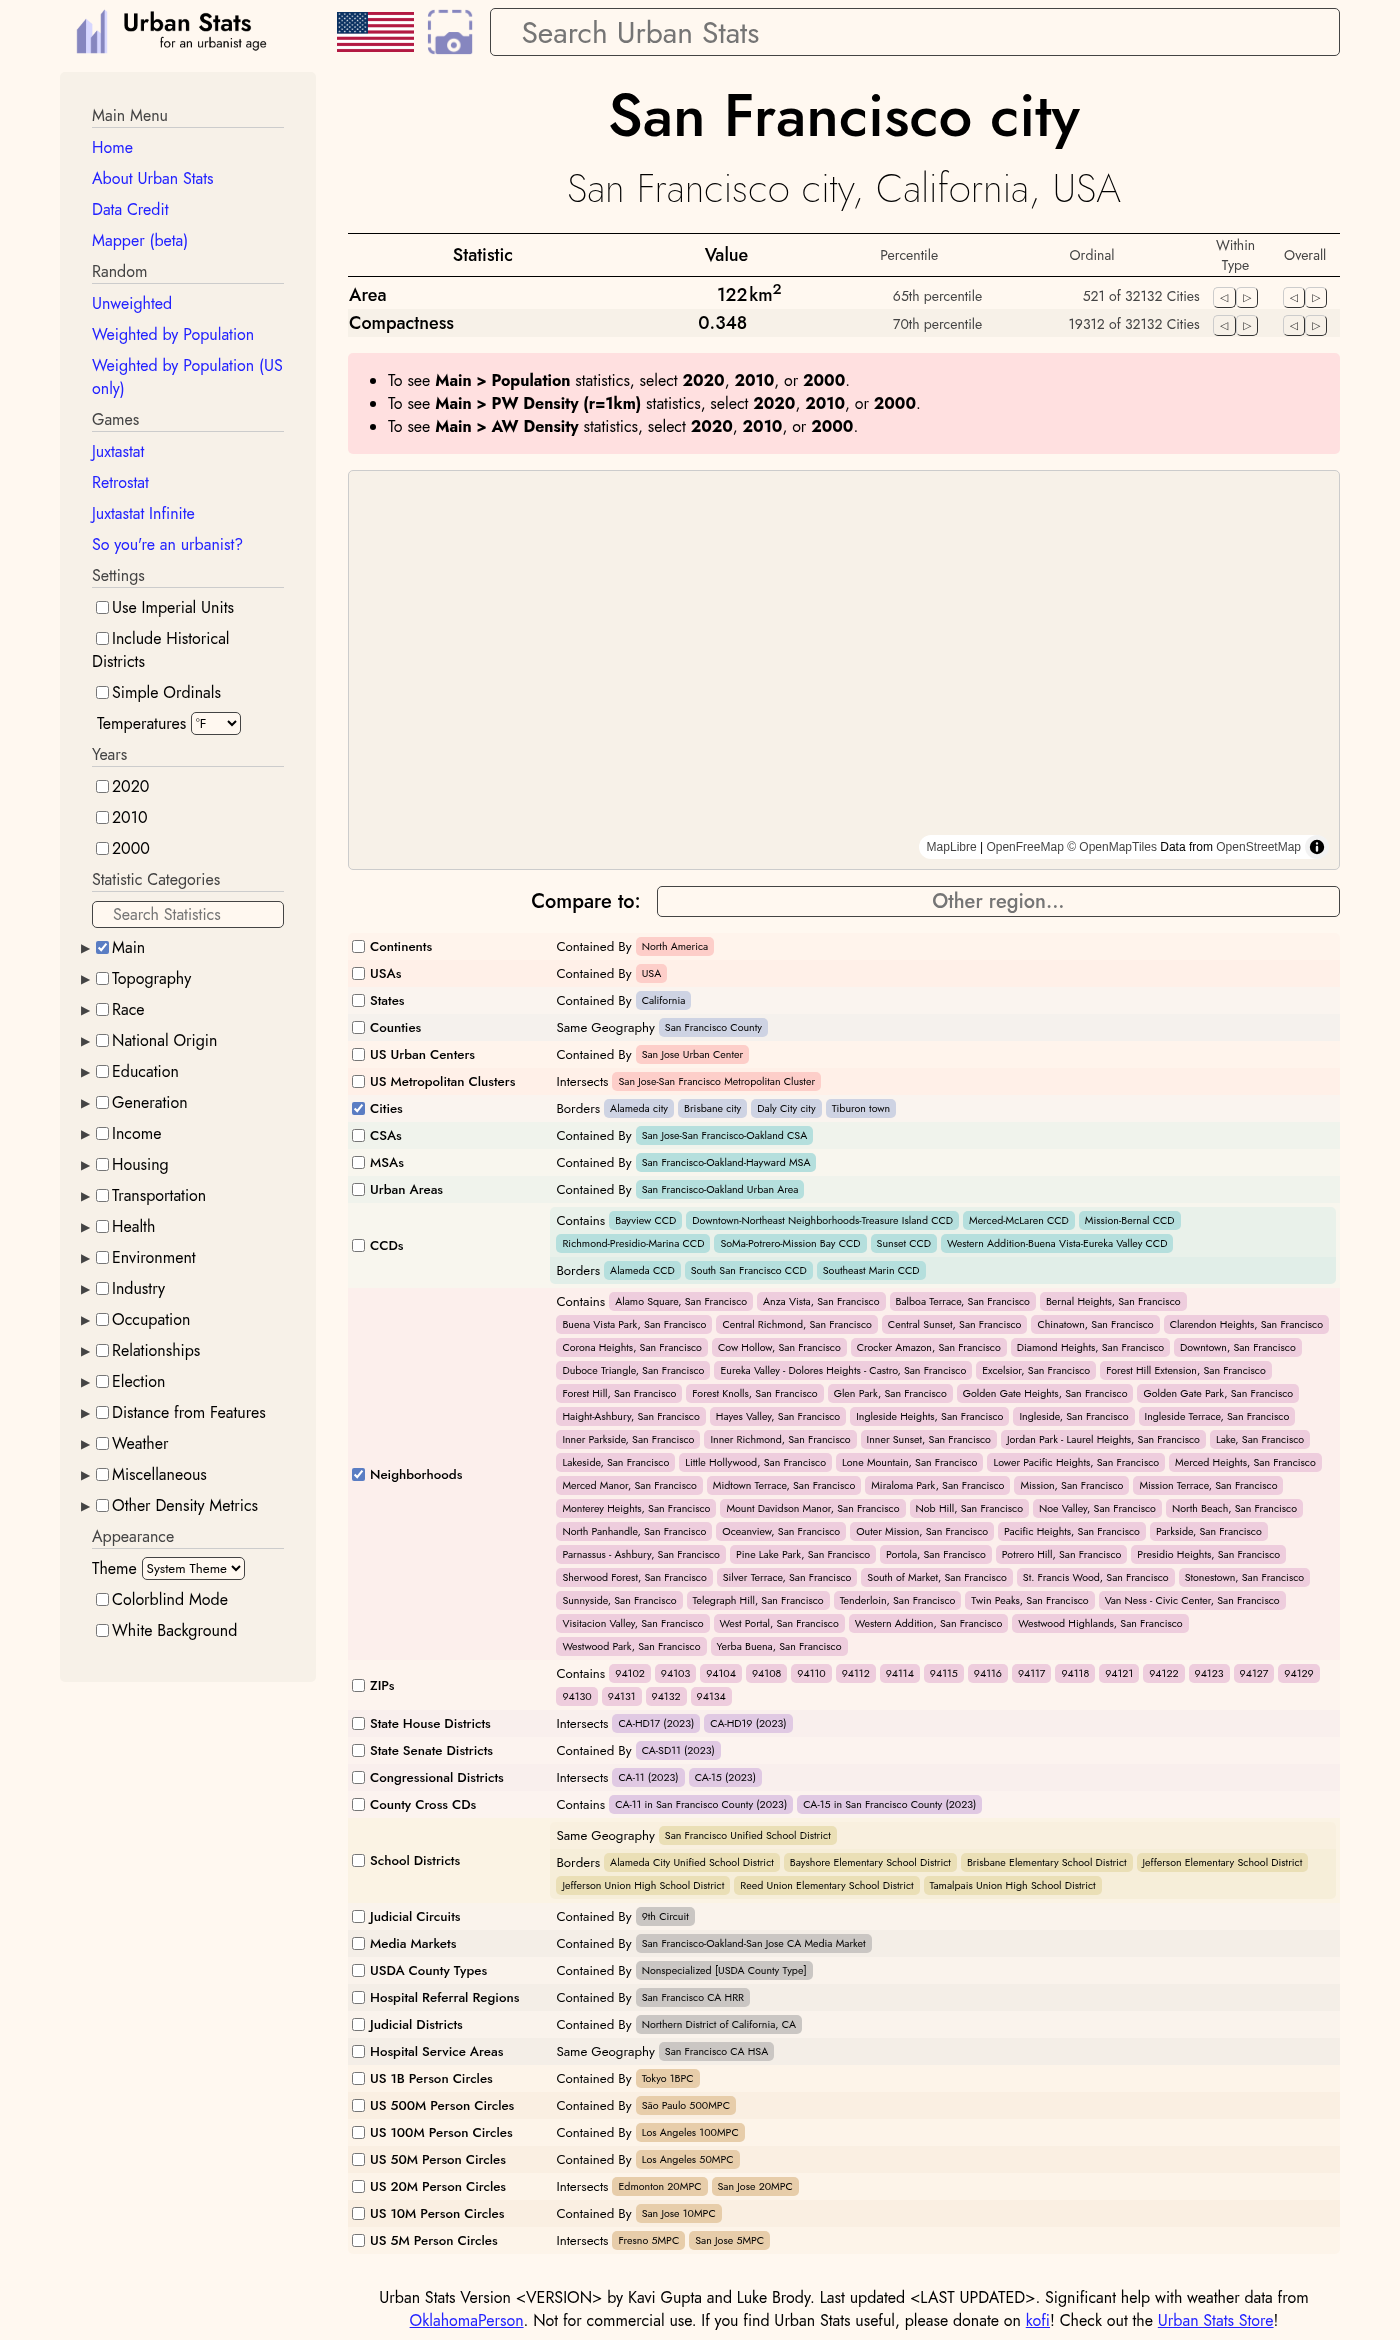 Urban Stats
for an urbanist age
Search Urban Stats
Main Menu
Home
About Urban Stats
Data Credit
Mapper (beta)
Random
Unweighted
Weighted by Population
Weighted by Population (US
only)
Games
Juxtastat
Retrostat
Juxtastat Infinite
So you're an urbanist?
Settings
Use Imperial Units
Include Historical
Districts
Simple Ordinals
Temperatures °F
Years
2020
2010
2000
Statistic Categories
Search Statistics
Main
Topography
Race
National Origin
Education
Generation
Income
Housing
Transportation
Health
Environment
Industry
Occupation
Relationships
Election
Distance from Features
Weather
Miscellaneous
Other Density Metrics
Appearance
Theme System Theme
Colorblind Mode
White Background
San Francisco city
San Francisco city, California, USA
Statistic Value Percentile Ordinal Within Type Overall
Area 122 km² 65th percentile 521 of 32132 Cities
Compactness 0.348 70th percentile 19312 of 32132 Cities
• To see Main > Population statistics, select 2020, 2010, or 2000.
• To see Main > PW Density (r=1km) statistics, select 2020, 2010, or 2000.
• To see Main > AW Density statistics, select 2020, 2010, or 2000.
MapLibre | OpenFreeMap © OpenMapTiles Data from OpenStreetMap
Compare to: Other region...
Continents Contained By North America
USAs Contained By USA
States Contained By California
Counties Same Geography San Francisco County
US Urban Centers Contained By San Jose Urban Center
US Metropolitan Clusters Intersects San Jose-San Francisco Metropolitan Cluster
Cities Borders Alameda city Brisbane city Daly City city Tiburon town
CSAs Contained By San Jose-San Francisco-Oakland CSA
MSAs Contained By San Francisco-Oakland-Hayward MSA
Urban Areas Contained By San Francisco-Oakland Urban Area
CCDs
Contains Bayview CCD Downtown-Northeast Neighborhoods-Treasure Island CCD Merced-McLaren CCD Mission-Bernal CCD
Richmond-Presidio-Marina CCD SoMa-Potrero-Mission Bay CCD Sunset CCD Western Addition-Buena Vista-Eureka Valley CCD
Borders Alameda CCD South San Francisco CCD Southeast Marin CCD
Neighborhoods
Contains Alamo Square, San Francisco Anza Vista, San Francisco Balboa Terrace, San Francisco Bernal Heights, San Francisco
Buena Vista Park, San Francisco Central Richmond, San Francisco Central Sunset, San Francisco Chinatown, San Francisco Clarendon Heights, San Francisco
Corona Heights, San Francisco Cow Hollow, San Francisco Crocker Amazon, San Francisco Diamond Heights, San Francisco Downtown, San Francisco
Duboce Triangle, San Francisco Eureka Valley - Dolores Heights - Castro, San Francisco Excelsior, San Francisco Forest Hill Extension, San Francisco
Forest Hill, San Francisco Forest Knolls, San Francisco Glen Park, San Francisco Golden Gate Heights, San Francisco Golden Gate Park, San Francisco
Haight-Ashbury, San Francisco Hayes Valley, San Francisco Ingleside Heights, San Francisco Ingleside, San Francisco Ingleside Terrace, San Francisco
Inner Parkside, San Francisco Inner Richmond, San Francisco Inner Sunset, San Francisco Jordan Park - Laurel Heights, San Francisco Lake, San Francisco
Lakeside, San Francisco Little Hollywood, San Francisco Lone Mountain, San Francisco Lower Pacific Heights, San Francisco Merced Heights, San Francisco
Merced Manor, San Francisco Midtown Terrace, San Francisco Miraloma Park, San Francisco Mission, San Francisco Mission Terrace, San Francisco
Monterey Heights, San Francisco Mount Davidson Manor, San Francisco Nob Hill, San Francisco Noe Valley, San Francisco North Beach, San Francisco
North Panhandle, San Francisco Oceanview, San Francisco Outer Mission, San Francisco Pacific Heights, San Francisco Parkside, San Francisco
Parnassus - Ashbury, San Francisco Pine Lake Park, San Francisco Portola, San Francisco Potrero Hill, San Francisco Presidio Heights, San Francisco
Sherwood Forest, San Francisco Silver Terrace, San Francisco South of Market, San Francisco St. Francis Wood, San Francisco Stonestown, San Francisco
Sunnyside, San Francisco Telegraph Hill, San Francisco Tenderloin, San Francisco Twin Peaks, San Francisco Van Ness - Civic Center, San Francisco
Visitacion Valley, San Francisco West Portal, San Francisco Western Addition, San Francisco Westwood Highlands, San Francisco
Westwood Park, San Francisco Yerba Buena, San Francisco
ZIPs
Contains 94102 94103 94104 94108 94110 94112 94114 94115 94116 94117 94118 94121 94122 94123 94127 94129
94130 94131 94132 94134
State House Districts Intersects CA-HD17 (2023) CA-HD19 (2023)
State Senate Districts Contained By CA-SD11 (2023)
Congressional Districts Intersects CA-11 (2023) CA-15 (2023)
County Cross CDs Contains CA-11 in San Francisco County (2023) CA-15 in San Francisco County (2023)
School Districts
Same Geography San Francisco Unified School District
Borders Alameda City Unified School District Bayshore Elementary School District Brisbane Elementary School District Jefferson Elementary School District
Jefferson Union High School District Reed Union Elementary School District Tamalpais Union High School District
Judicial Circuits Contained By 9th Circuit
Media Markets Contained By San Francisco-Oakland-San Jose CA Media Market
USDA County Types Contained By Nonspecialized [USDA County Type]
Hospital Referral Regions Contained By San Francisco CA HRR
Judicial Districts Contained By Northern District of California, CA
Hospital Service Areas Same Geography San Francisco CA HSA
US 1B Person Circles Contained By Tokyo 1BPC
US 500M Person Circles Contained By São Paulo 500MPC
US 100M Person Circles Contained By Los Angeles 100MPC
US 50M Person Circles Contained By Los Angeles 50MPC
US 20M Person Circles Intersects Edmonton 20MPC San Jose 20MPC
US 10M Person Circles Contained By San Jose 10MPC
US 5M Person Circles Intersects Fresno 5MPC San Jose 5MPC
Urban Stats Version <VERSION> by Kavi Gupta and Luke Brody. Last updated <LAST UPDATED>. Significant help with weather data from
OklahomaPerson. Not for commercial use. If you find Urban Stats useful, please donate on kofi! Check out the Urban Stats Store!